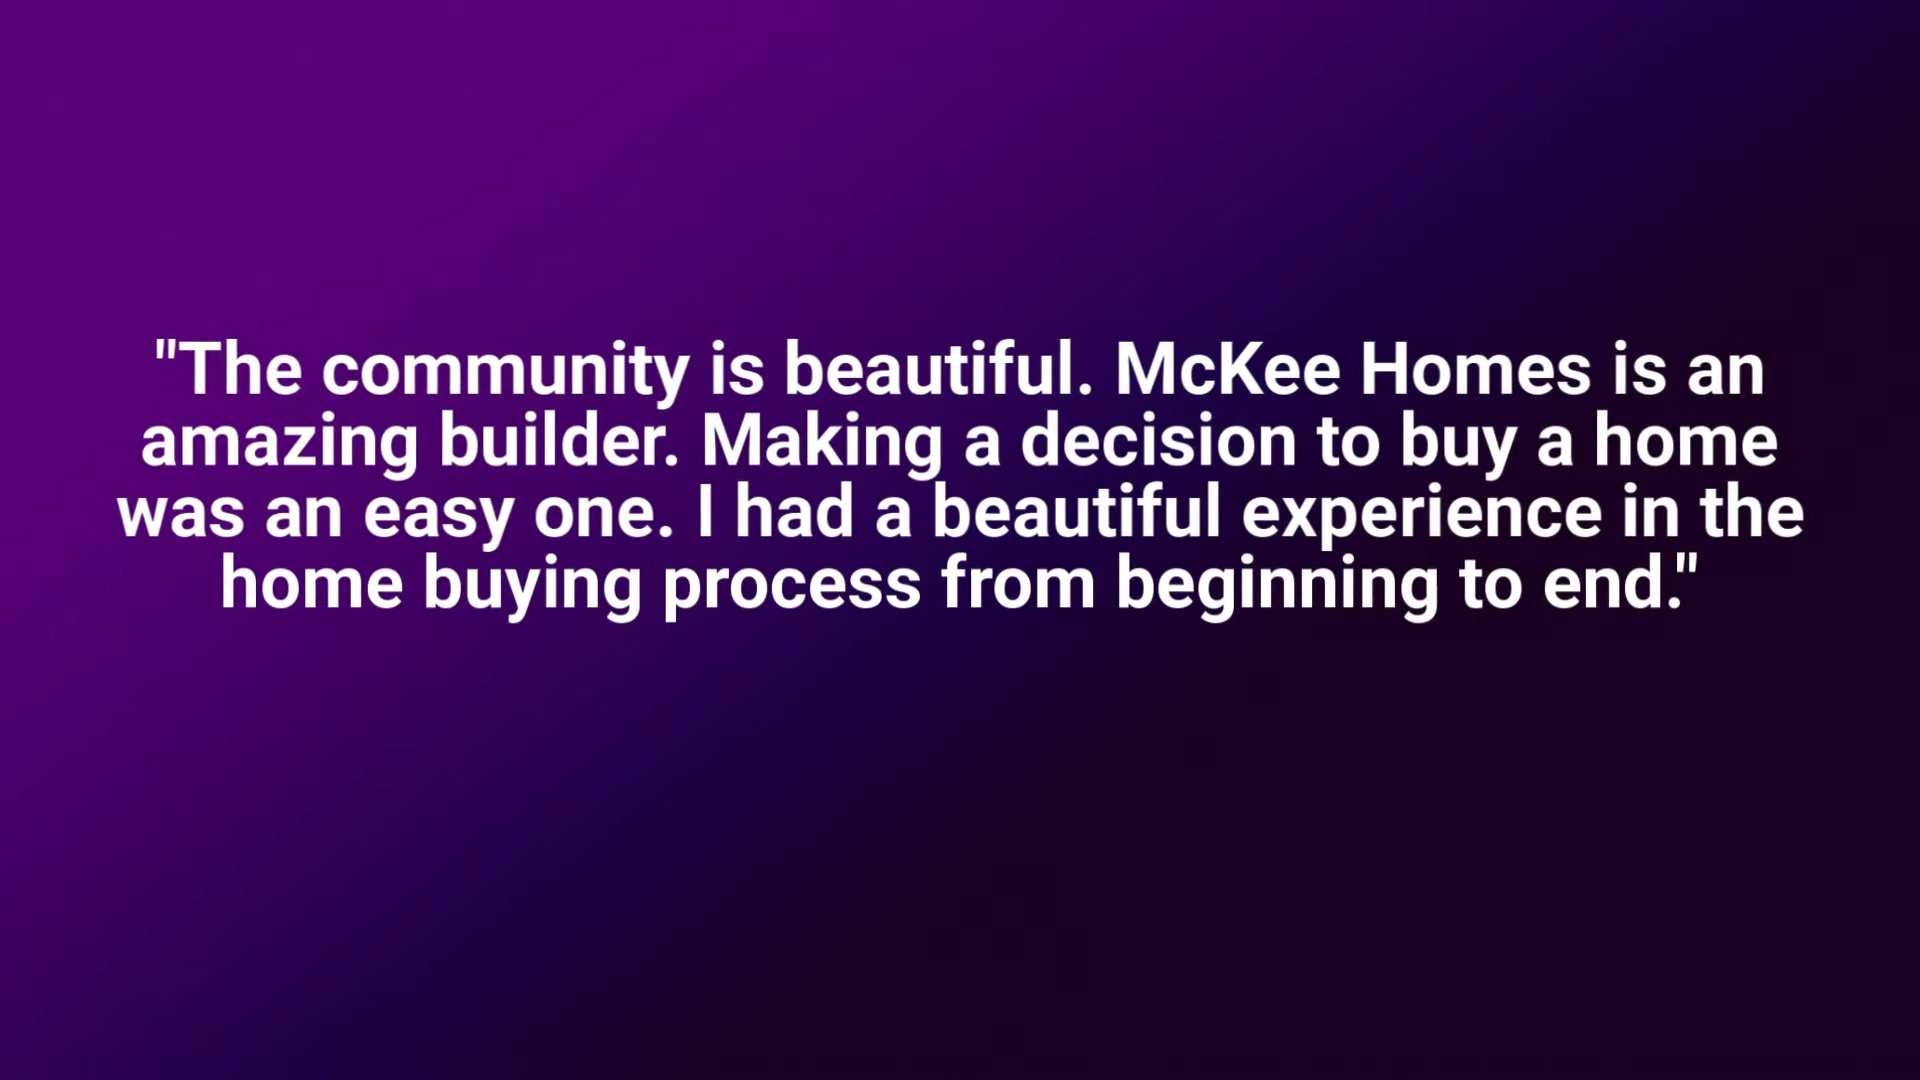 "The community is beautiful. McKee Homes is an
amazing builder. Making a decision to buy a home
was an easy one. I had a beautiful experience in the
home buying process from beginning to end."